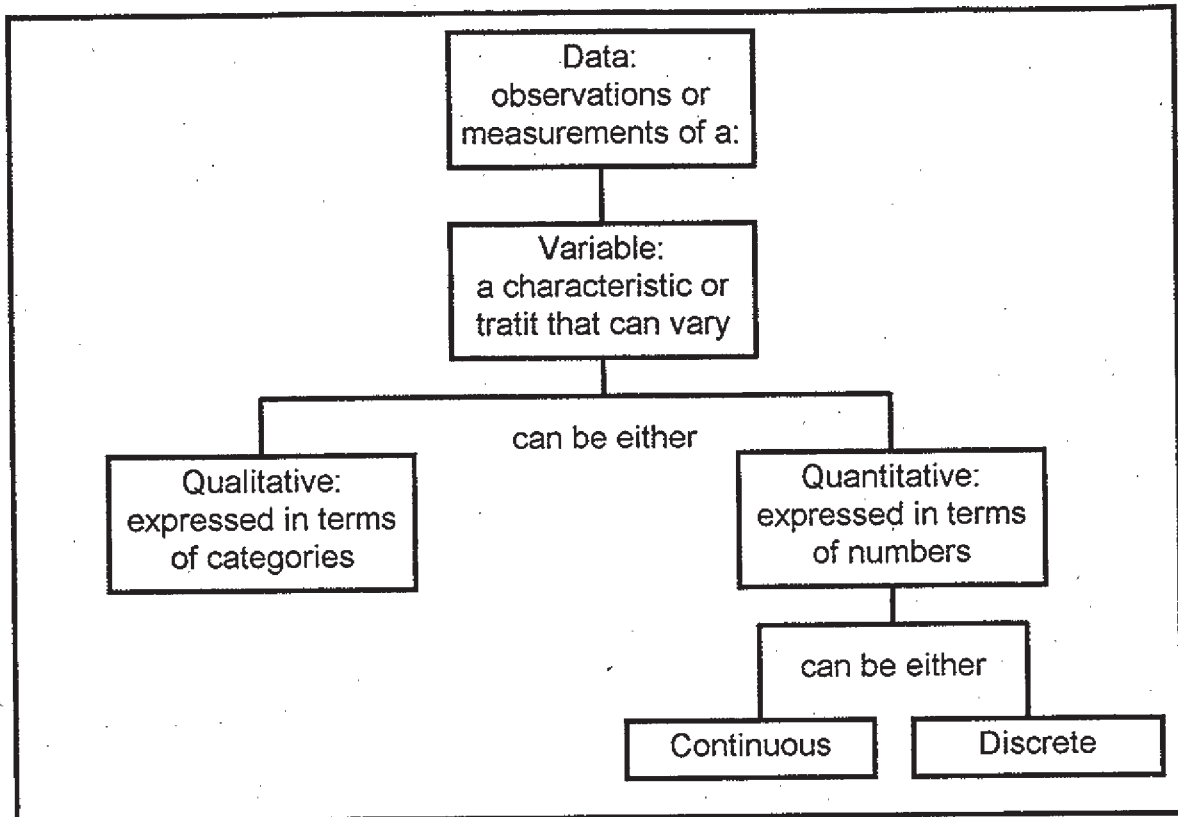 Data:
observations or
measurements of a:
Variable:
a characteristic or
tratit that can vary
can be either
Qualitative:
expressed in terms
of categories
Quantitative:
expressed in terms
of numbers
can be either
Continuous
Discrete